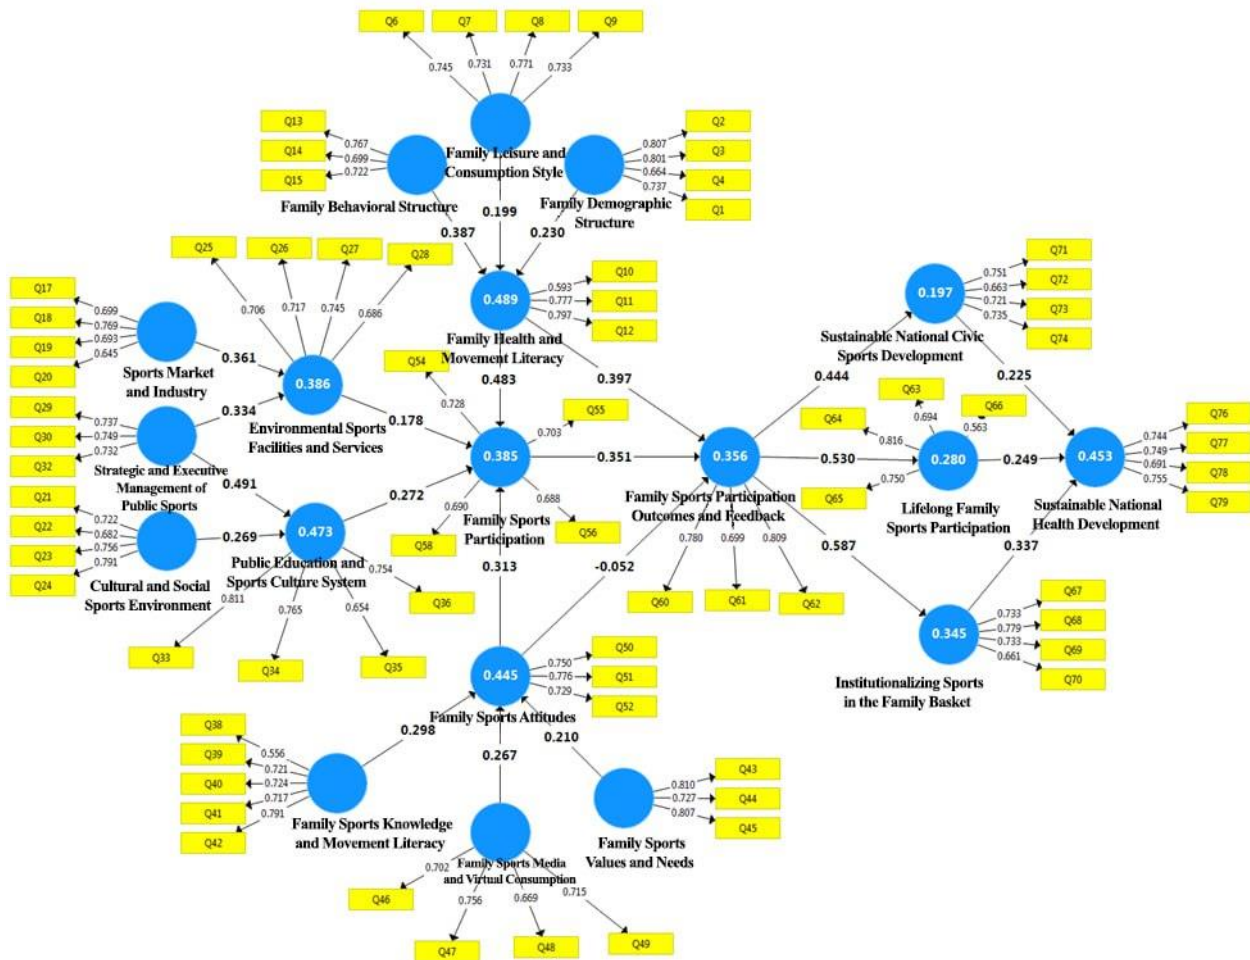 Q6
Q7
Q8
Q9
0.745
0.731
0.771
0.733
Q13
Q14
Q15
0.767
0.699
0.722
Family Behavioral Structure
Family Leisure and
Consumption Style
Q2
Q3
Q4
Q1
0.807
0.801
0.664
0.737
Family Demographic
Structure
0.387
0.199
0.230
Q25
Q26
Q27
Q28
0.706
0.717
0.745
0.686
Q10
Q11
Q12
0.593
0.777
0.797
0.489
Family Health and
Movement Literacy
Q17
Q18
Q19
Q20
0.699
0.769
0.693
0.645
Sports Market
and Industry
0.361
0.386
Environmental Sports
Facilities and Services
0.334
Q29
Q30
Q32
0.737
0.749
0.732
Strategic and Executive
Management of
Public Sports
0.491
Q21
Q22
Q23
Q24
0.722
0.682
0.756
0.791
Cultural and Social
Sports Environment
0.269
0.473
Public Education and
Sports Culture System
0.811
0.765
0.654
0.754
Q33
Q34
Q35
Q36
0.178
0.272
0.483
0.397
Q54
0.728
Q55
0.703
0.385
0.690
0.688
Q58
Q56
Family Sports
Participation
0.351
0.313
-0.052
0.356
Family Sports Participation
Outcomes and Feedback
0.780
0.699
0.809
Q60
Q61
Q62
0.444
0.530
0.587
0.197
Sustainable National Civic
Sports Development
Q71
Q72
Q73
Q74
0.751
0.663
0.721
0.735
0.225
Q63
Q66
Q64
Q65
0.694
0.563
0.816
0.750
0.280
Lifelong Family
Sports Participation
0.249
0.453
Sustainable National
Health Development
Q76
Q77
Q78
Q79
0.744
0.749
0.691
0.755
0.337
0.345
Institutionalizing Sports
in the Family Basket
Q67
Q68
Q69
Q70
0.733
0.779
0.733
0.661
0.445
Family Sports Attitudes
Q50
Q51
Q52
0.750
0.776
0.729
0.298
0.267
0.210
Q38
Q39
Q40
Q41
Q42
0.556
0.721
0.724
0.717
0.791
Family Sports Knowledge
and Movement Literacy
Family Sports Media
and Virtual Consumption
0.702
0.756
0.669
0.715
Q46
Q47
Q48
Q49
Q43
Q44
Q45
0.810
0.727
0.807
Family Sports
Values and Needs